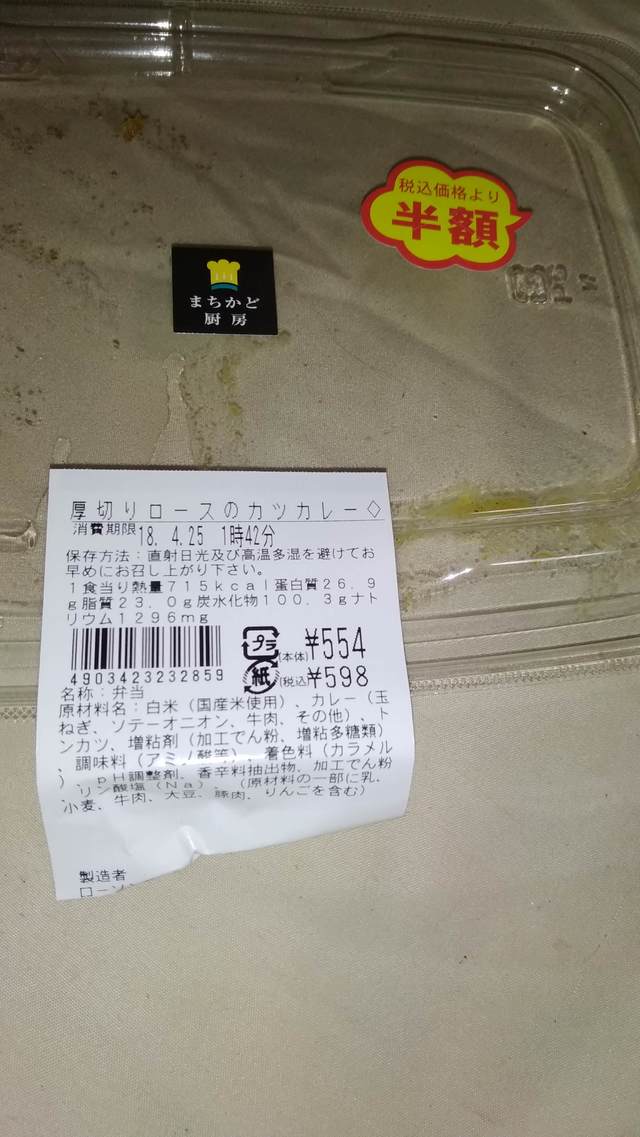 税込価格より
半額
まちかど
厨房
厚切りロースのカツカレー◇
消費期限18. 4.25 1時42分
保存方法:直射日光及び高温多湿を避けてお
早めにお召し上がり下さい。
1食当り熱量715kcal蛋白質26.9
g脂質23.0g炭水化物100.3gナト
リウム1296mg
プラ (本体)¥554
4903423232859 紙 (税込)¥598
名称:弁当
原材料名:白米(国産米使用)、カレー(玉
ねぎ、ソテーオニオン、牛肉、その他)、ト
ンカツ、増粘剤(加工でん粉、増粘多糖類)
、調味料(アミノ酸等)、着色料(カラメル
)、pH調整剤、香辛料抽出物、加工でん粉
、リン酸塩(Na)、(原材料の一部に乳、
小麦、牛肉、大豆、豚肉、りんごを含む)
製造者
ローソン